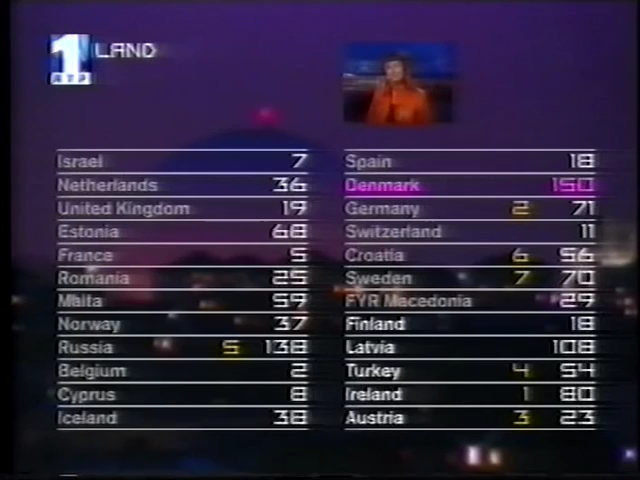 1 LAND
RTP
Israel 7
Netherlands 36
United Kingdom 19
Estonia 68
France 5
Romania 25
Malta 59
Norway 37
Russia 5 138
Belgium 2
Cyprus 8
Iceland 38
Spain 18
Denmark 150
Germany 2 71
Switzerland 11
Croatia 6 56
Sweden 7 70
FYR Macedonia 29
Finland 18
Latvia 108
Turkey 4 54
Ireland 1 80
Austria 3 23